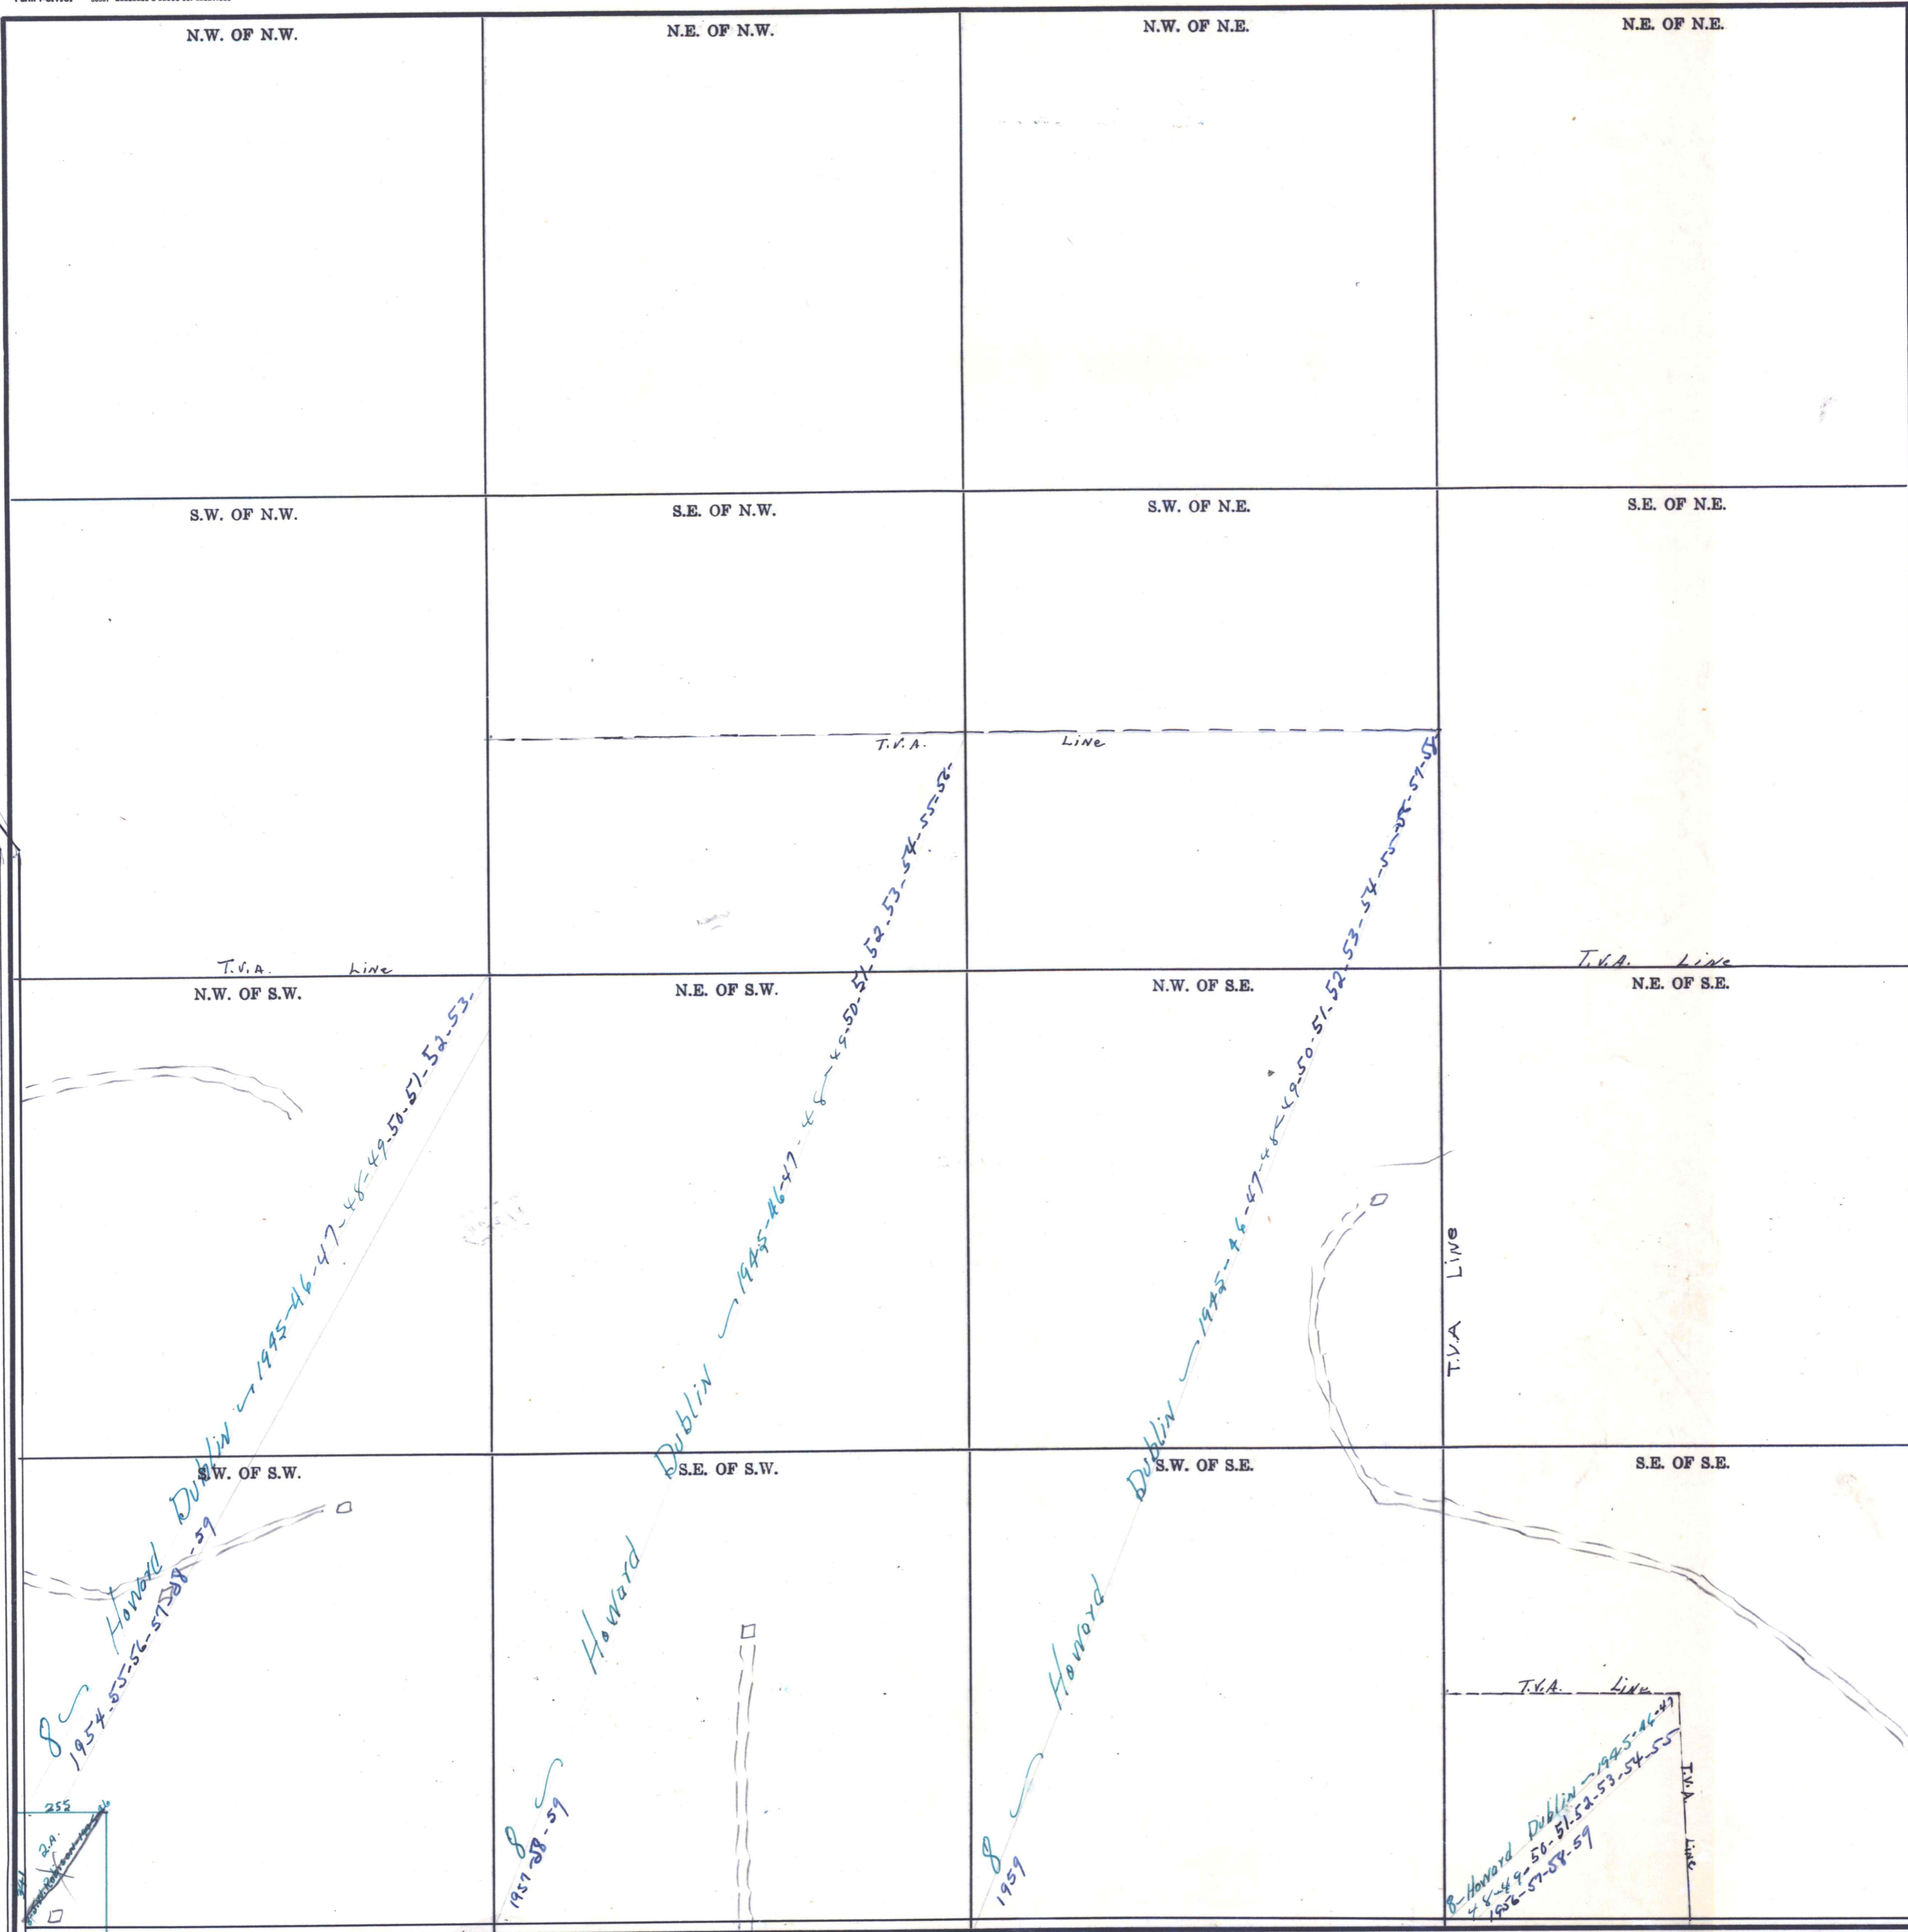 N.W. OF N.W.
N.E. OF N.W.
N.W. OF N.E.
N.E. OF N.E.
S.W. OF N.W.
S.E. OF N.W.
S.W. OF N.E.
S.E. OF N.E.
T.V.A. Line
T.V.A. Line
T.V.A. Line
N.W. OF S.W.
N.E. OF S.W.
N.W. OF S.E.
N.E. OF S.E.
T.V.A Line
S.W. OF S.W.
S.E. OF S.W.
S.W. OF S.E.
S.E. OF S.E.
8 Howard Dublin - 1945-46-47-48-49-50-51-52-53-
1954-55-56-57-58-59
8 Howard Dublin - 1945-46-47-48-49-50-51-52-53-54-55-56-
1957-58-59
8 Howard Dublin - 1945-46-47-48-49-50-51-52-53-54-55-56-57-58
1959
T.V.A. Line
T.V.A. Line
8-Howard Dublin-1945-46-47
48-49-50-51-52-53-54-55
1956-57-58-59
255
2.A.